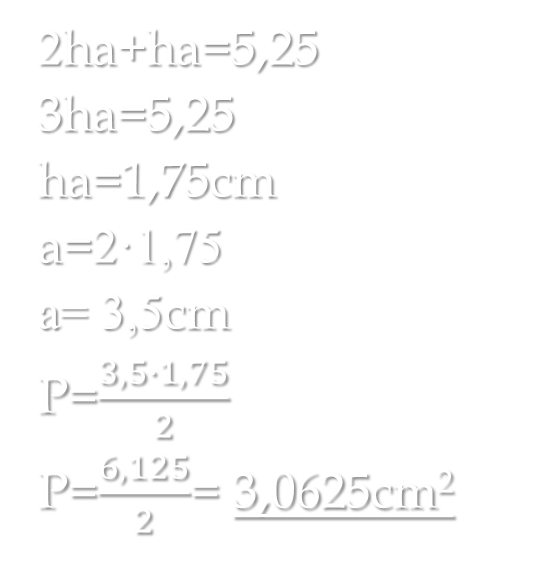 2ha+ha=5,25
3ha=5,25
ha=1,75cm
a=2·1,75
a= 3,5cm
P=3,5·1,75/2
P=6,125/2= 3,0625cm²